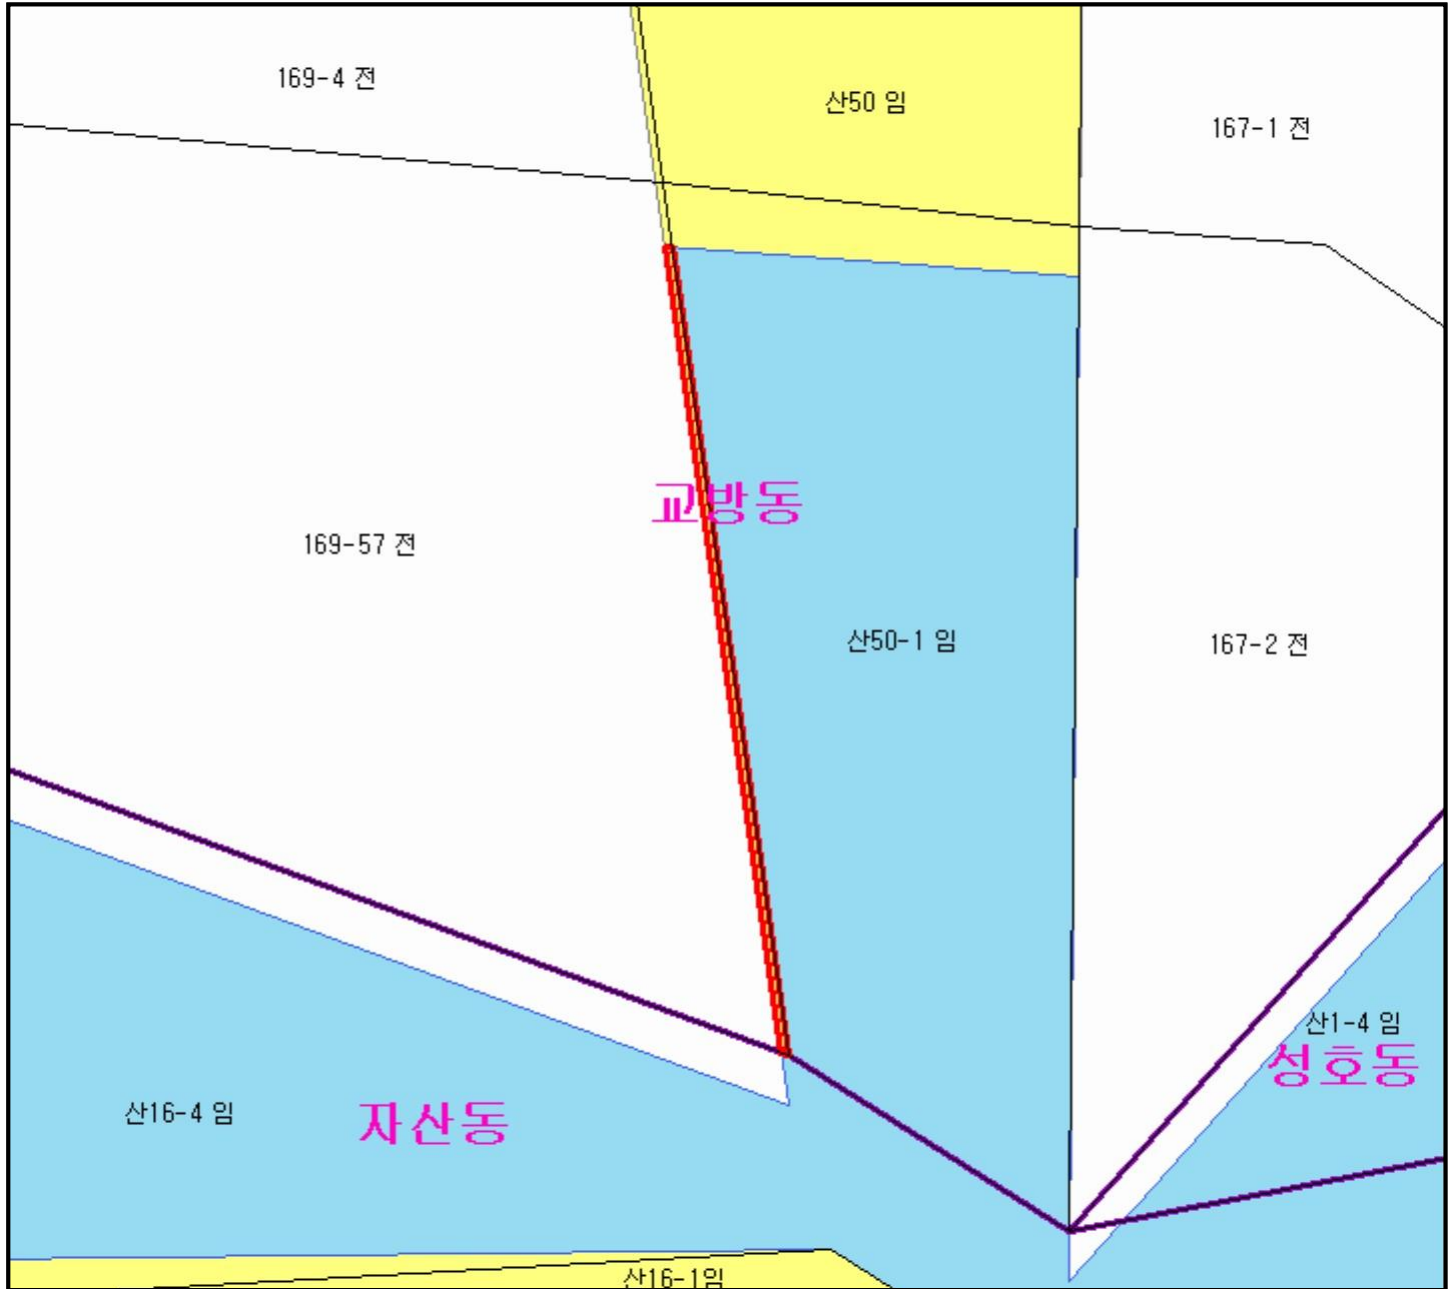 169-4 전
산50 임
167-1 전
교방동
169-57 전
산50-1 임
167-2 전
산1-4 임
성호동
산16-4 임
자산동
산16-1임